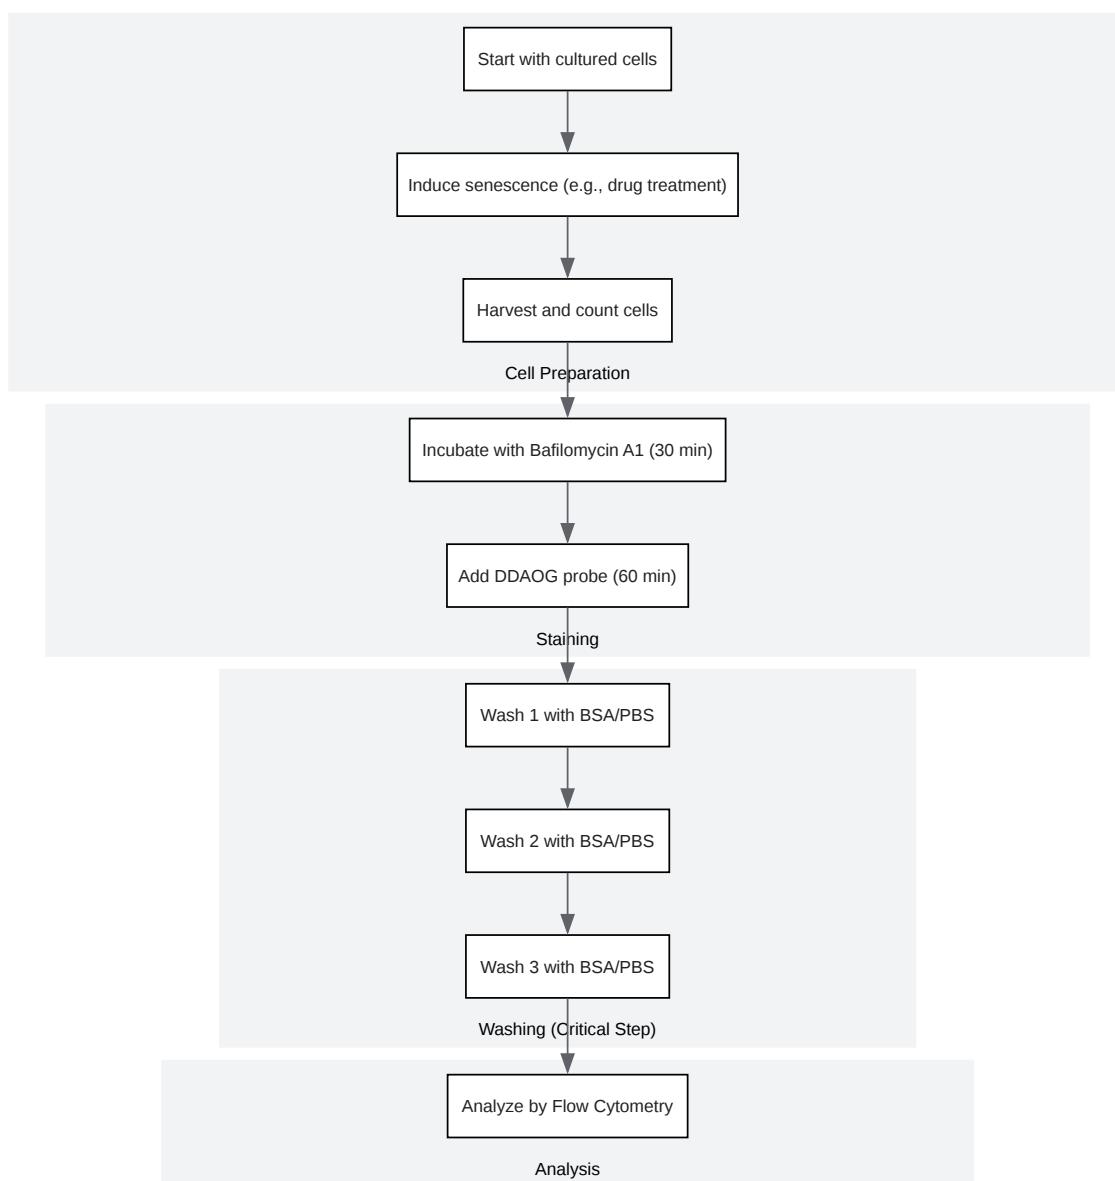 Start with cultured cells
Induce senescence (e.g., drug treatment)
Harvest and count cells
Cell Preparation
Incubate with Bafilomycin A1 (30 min)
Add DDAOG probe (60 min)
Staining
Wash 1 with BSA/PBS
Wash 2 with BSA/PBS
Wash 3 with BSA/PBS
Washing (Critical Step)
Analyze by Flow Cytometry
Analysis